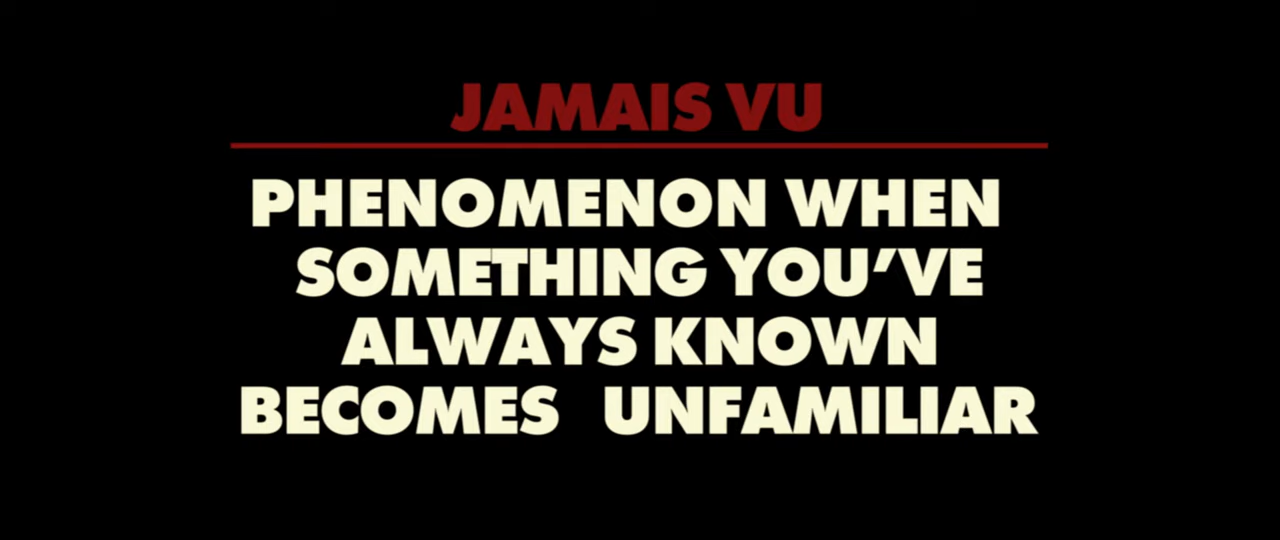 JAMAIS VU
PHENOMENON WHEN
SOMETHING YOU'VE
ALWAYS KNOWN
BECOMES UNFAMILIAR